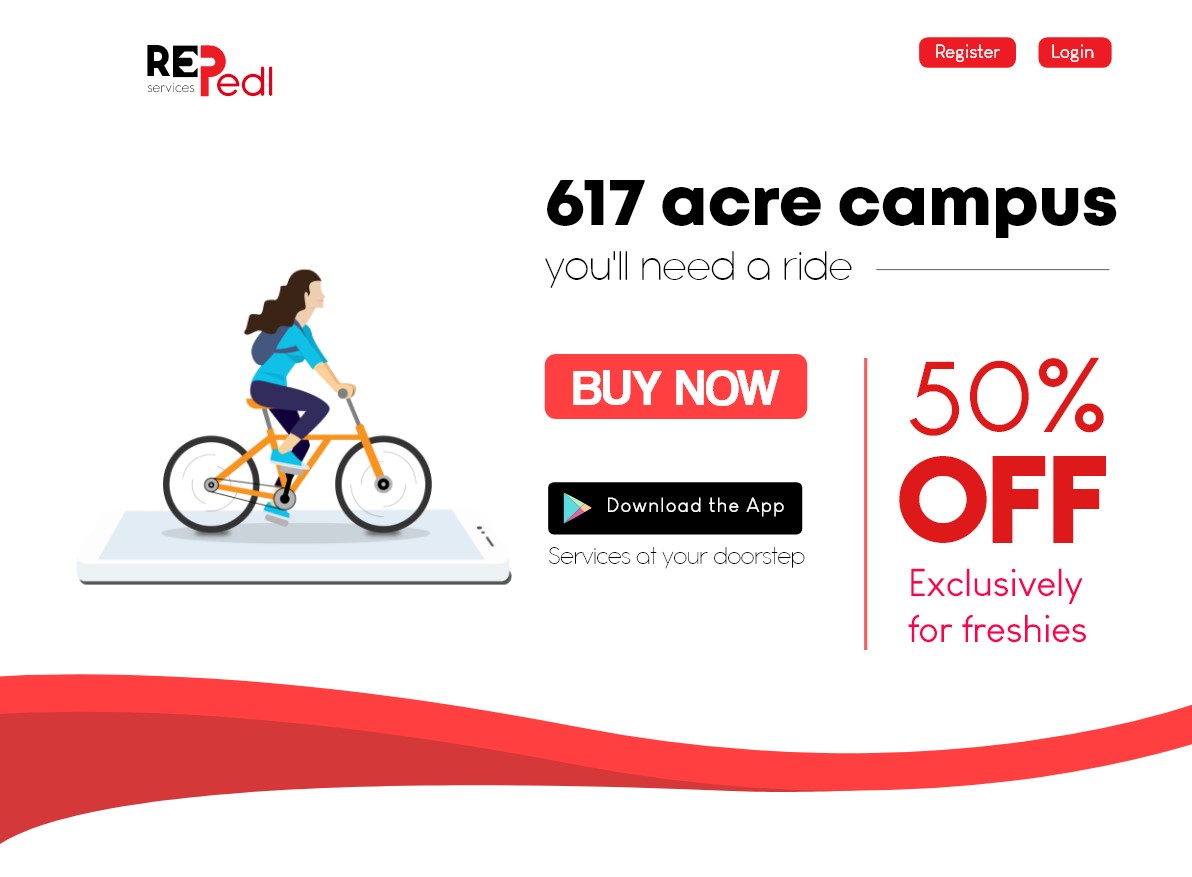 REPedl
services
Register
Login
617 acre campus
you'll need a ride
BUY NOW
Download the App
Services at your doorstep
50%
OFF
Exclusively
for freshies